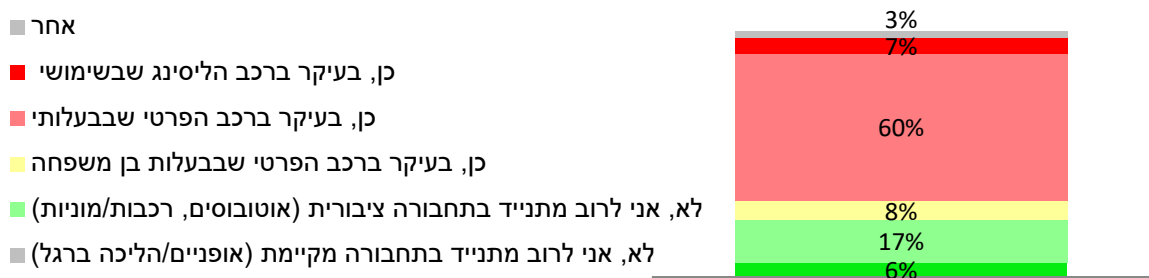 אחר
כן, בעיקר ברכב הליסינג שבשימושי
כן, בעיקר ברכב הפרטי שבבעלותי
כן, בעיקר ברכב הפרטי שבבעלות בן משפחה
לא, אני לרוב מתנייד בתחבורה ציבורית (אוטובוסים, רכבות/מוניות)
לא, אני לרוב מתנייד בתחבורה מקיימת (אופניים/הליכה ברגל)
3%
7%
60%
8%
17%
6%